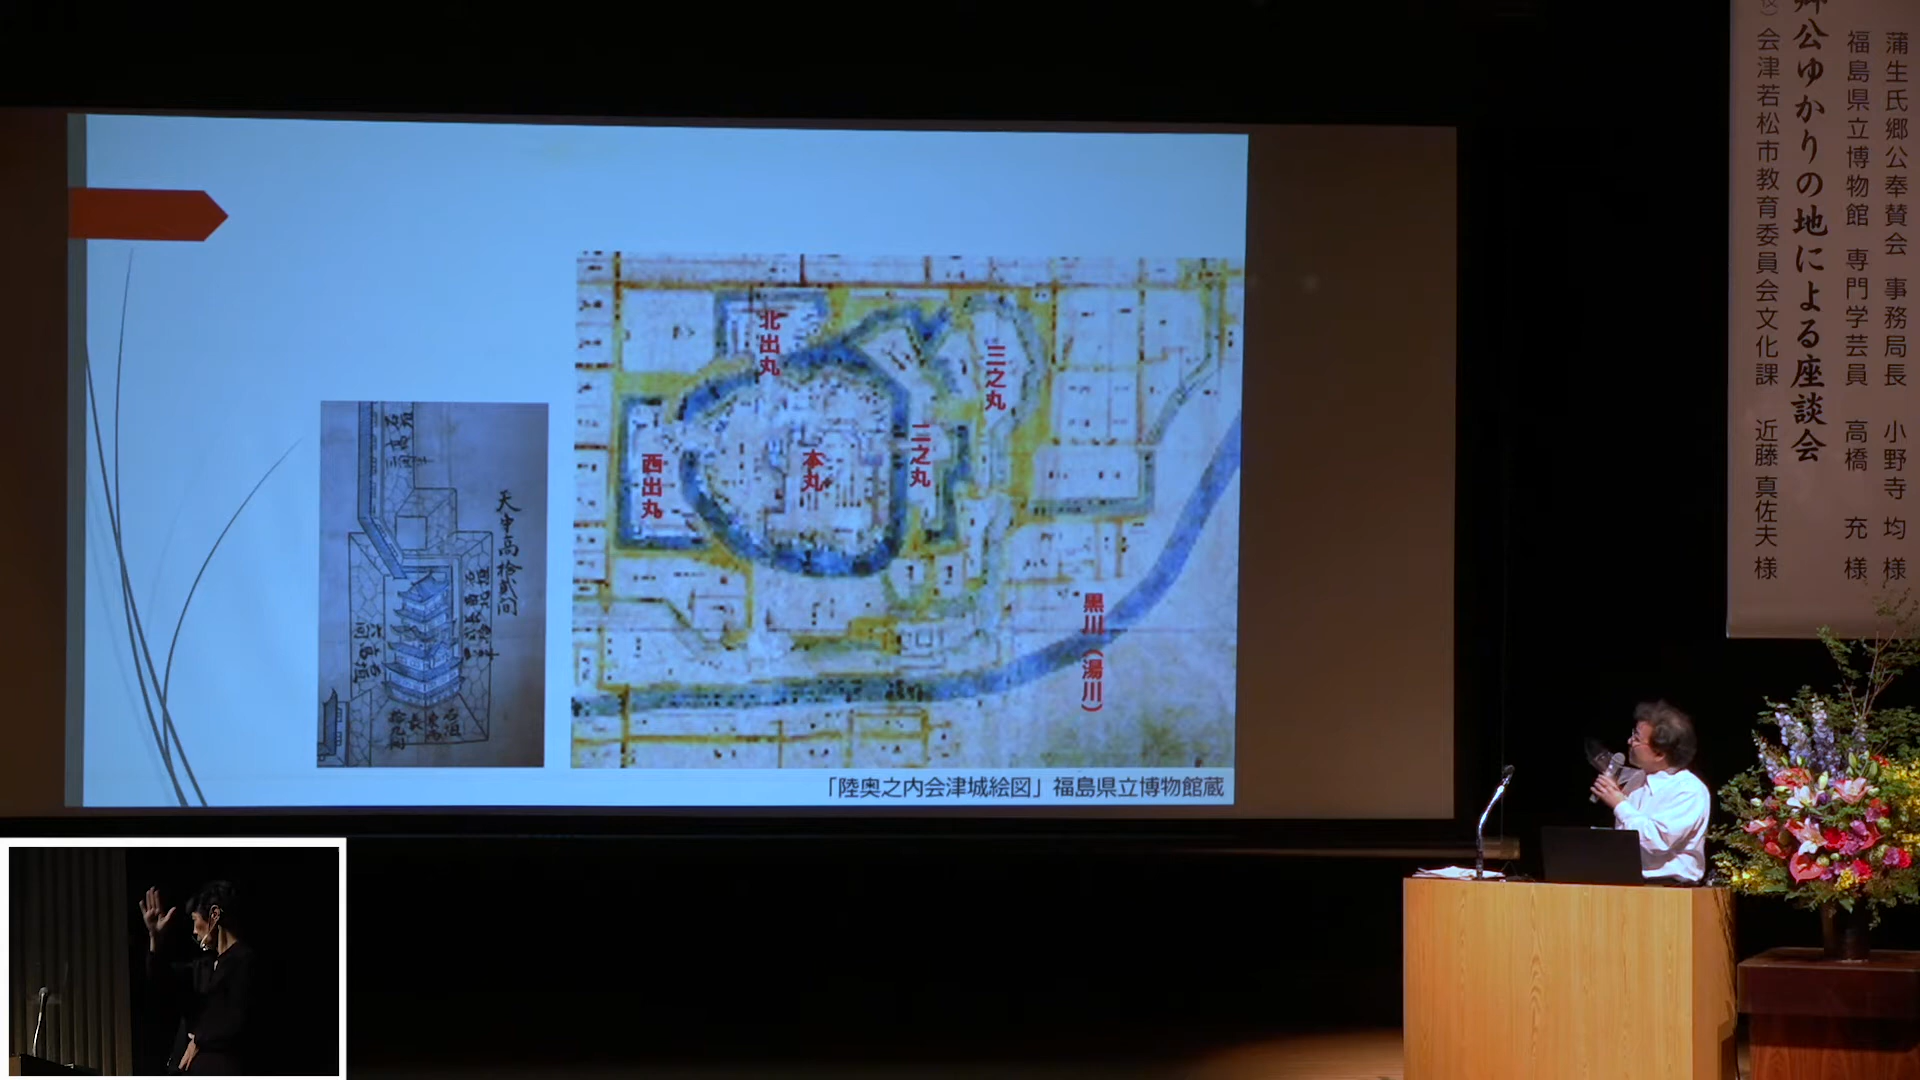 北出丸
三之丸
二之丸
本丸
西出丸
黒川（湯川）
天守高拾弐間
「陸奥之内会津城絵図」福島県立博物館蔵
蒲生氏郷公奉賛会 事務局長 小野寺 均 様
福島県立博物館 専門学芸員 高橋 充 様
郷公ゆかりの地による座談会
会津若松市教育委員会文化課 近藤 真佐夫 様